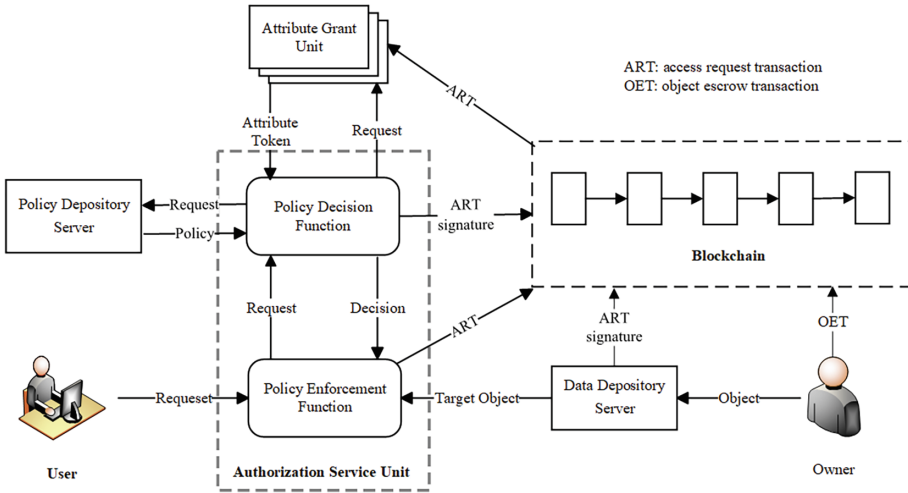 Attribute Grant
Unit
ART: access request transaction
OET: object escrow transaction
ART
Attribute
Token
Request
Policy Depository
Server
Request
Policy
Policy Decision
Function
ART
signature
Blockchain
Request
Decision
ART
ART
signature
OET
User
Requeset
Policy Enforcement
Function
Target Object
Data Depository
Server
Object
Owner
Authorization Service Unit